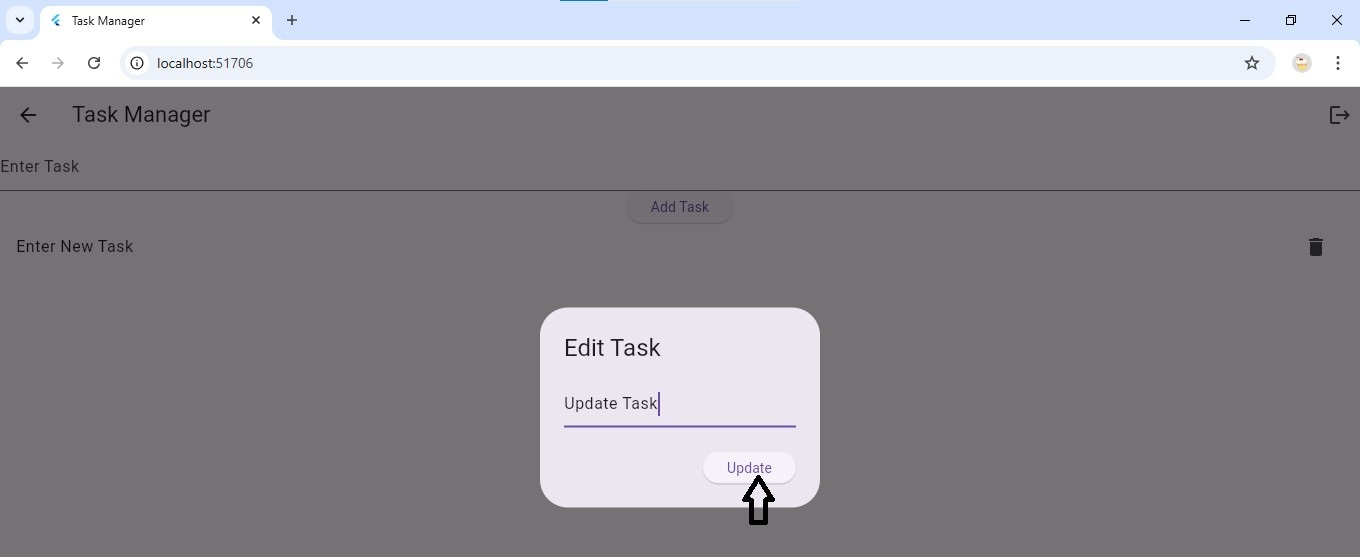 Task Manager
localhost:51706
Task Manager
Enter Task
Add Task
Enter New Task
Edit Task
Update Task
Update